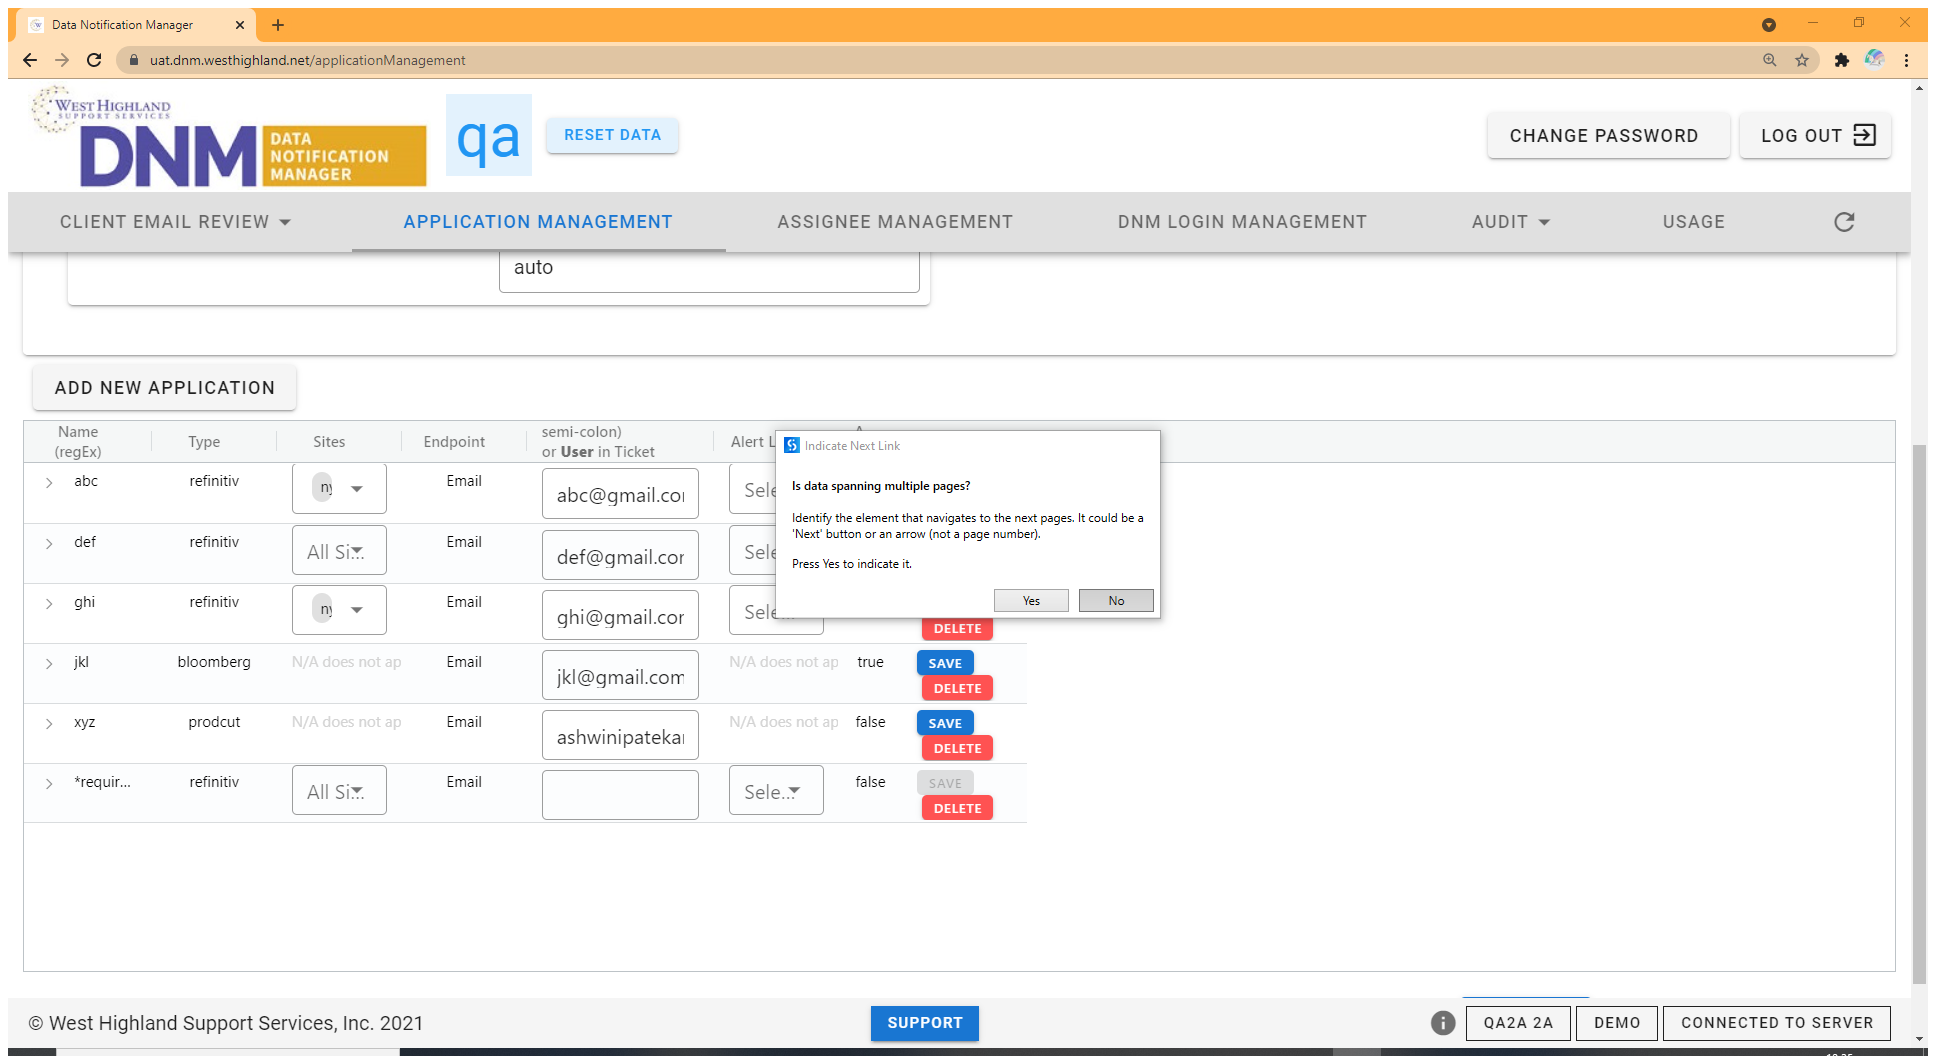 Data Notification Manager
uat.dnm.westhighland.net/applicationManagement
WEST HIGHLAND
SUPPORT SERVICES
DNM DATA
NOTIFICATION
MANAGER
qa
RESET DATA
CHANGE PASSWORD
LOG OUT
CLIENT EMAIL REVIEW
APPLICATION MANAGEMENT
ASSIGNEE MANAGEMENT
DNM LOGIN MANAGEMENT
AUDIT
USAGE
auto
ADD NEW APPLICATION
Name
(regEx)
Type
Sites
Endpoint
semi-colon)
or User in Ticket
Alert L
abc
refinitiv
ny
Email
abc@gmail.co
Sele
def
refinitiv
All Si...
Email
def@gmail.cor
Sele
ghi
refinitiv
ny
Email
ghi@gmail.cor
Sele...
DELETE
jkl
bloomberg
N/A does not ap
Email
jkl@gmail.com
N/A does not ap
true
SAVE
DELETE
xyz
prodcut
N/A does not ap
Email
ashwinipateka
N/A does not ap
false
SAVE
DELETE
*requir...
refinitiv
All Si...
Email
Sele...
false
SAVE
DELETE
Indicate Next Link
Is data spanning multiple pages?
Identify the element that navigates to the next pages. It could be a
'Next' button or an arrow (not a page number).
Press Yes to indicate it.
Yes
No
© West Highland Support Services, Inc. 2021
SUPPORT
QA2A 2A
DEMO
CONNECTED TO SERVER